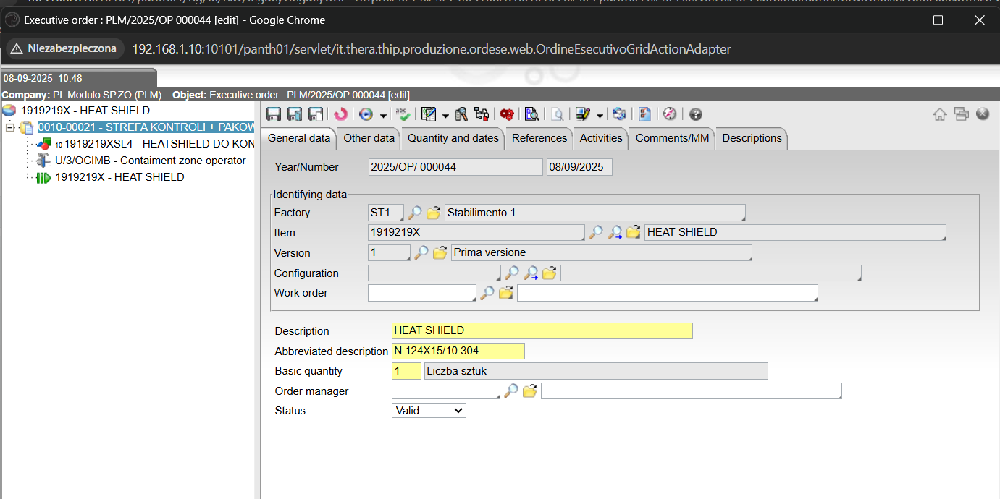 Executive order : PLM/2025/OP 000044 [edit] - Google Chrome
Niezabezpieczona 192.168.1.10:10101/panth01/servlet/it.thera.thip.produzione.ordese.web.OrdineEsecutivoGridActionAdapter
08-09-2025 10:48
Company: PL Modulo SP.ZO (PLM) Object: Executive order : PLM/2025/OP 000044 [edit]
1919219X - HEAT SHIELD
0010-00021 - STREFA KONTROLI + PAKOW
10 1919219XSL4 - HEATSHIELD DO KON
U/3/OCIMB - Contaiment zone operator
1919219X - HEAT SHIELD
General data Other data Quantity and dates References Activities Comments/MM Descriptions
Year/Number 2025/OP/ 000044 08/09/2025
Identifying data
Factory ST1 Stabilimento 1
Item 1919219X HEAT SHIELD
Version 1 Prima versione
Configuration
Work order
Description HEAT SHIELD
Abbreviated description N.124X15/10 304
Basic quantity 1 Liczba sztuk
Order manager
Status Valid